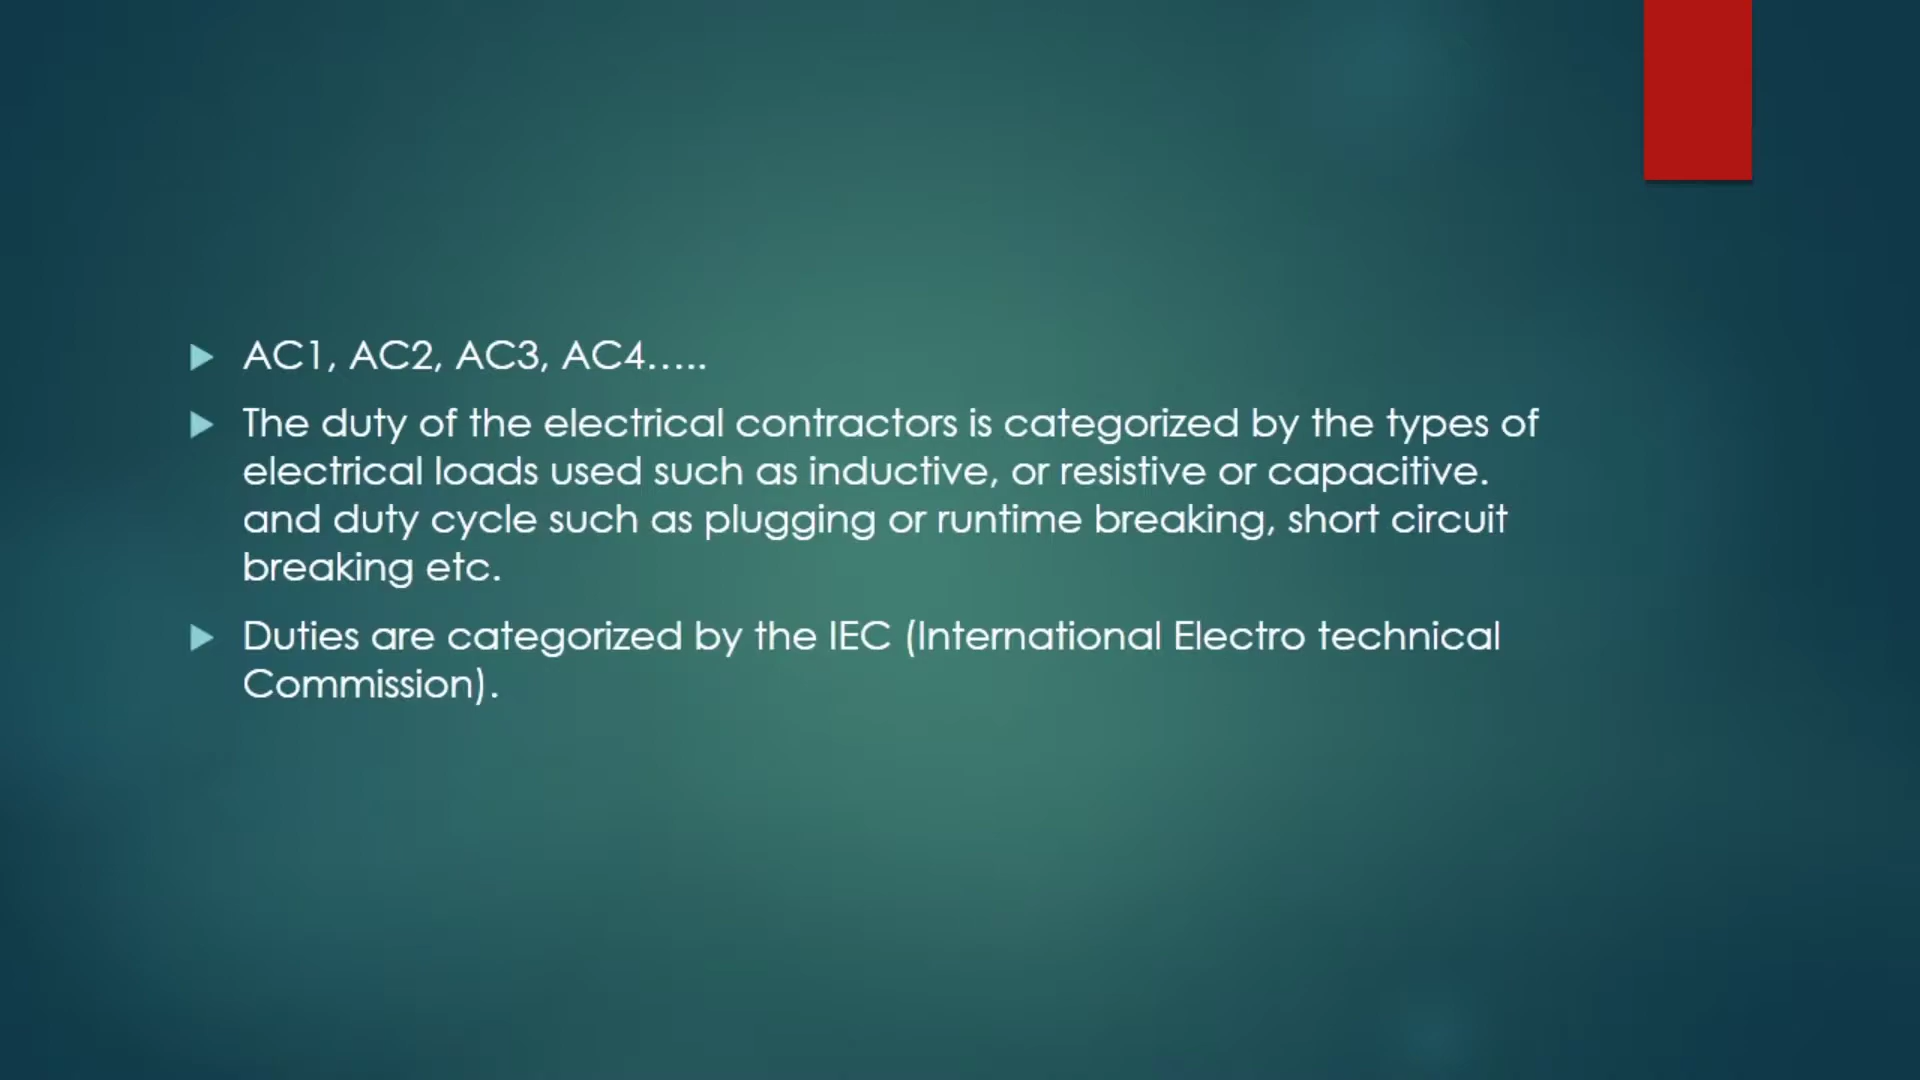 AC1, AC2, AC3, AC4.....
The duty of the electrical contractors is categorized by the types of
electrical loads used such as inductive, or resistive or capacitive.
and duty cycle such as plugging or runtime breaking, short circuit
breaking etc.
Duties are categorized by the IEC (International Electro technical
Commission).